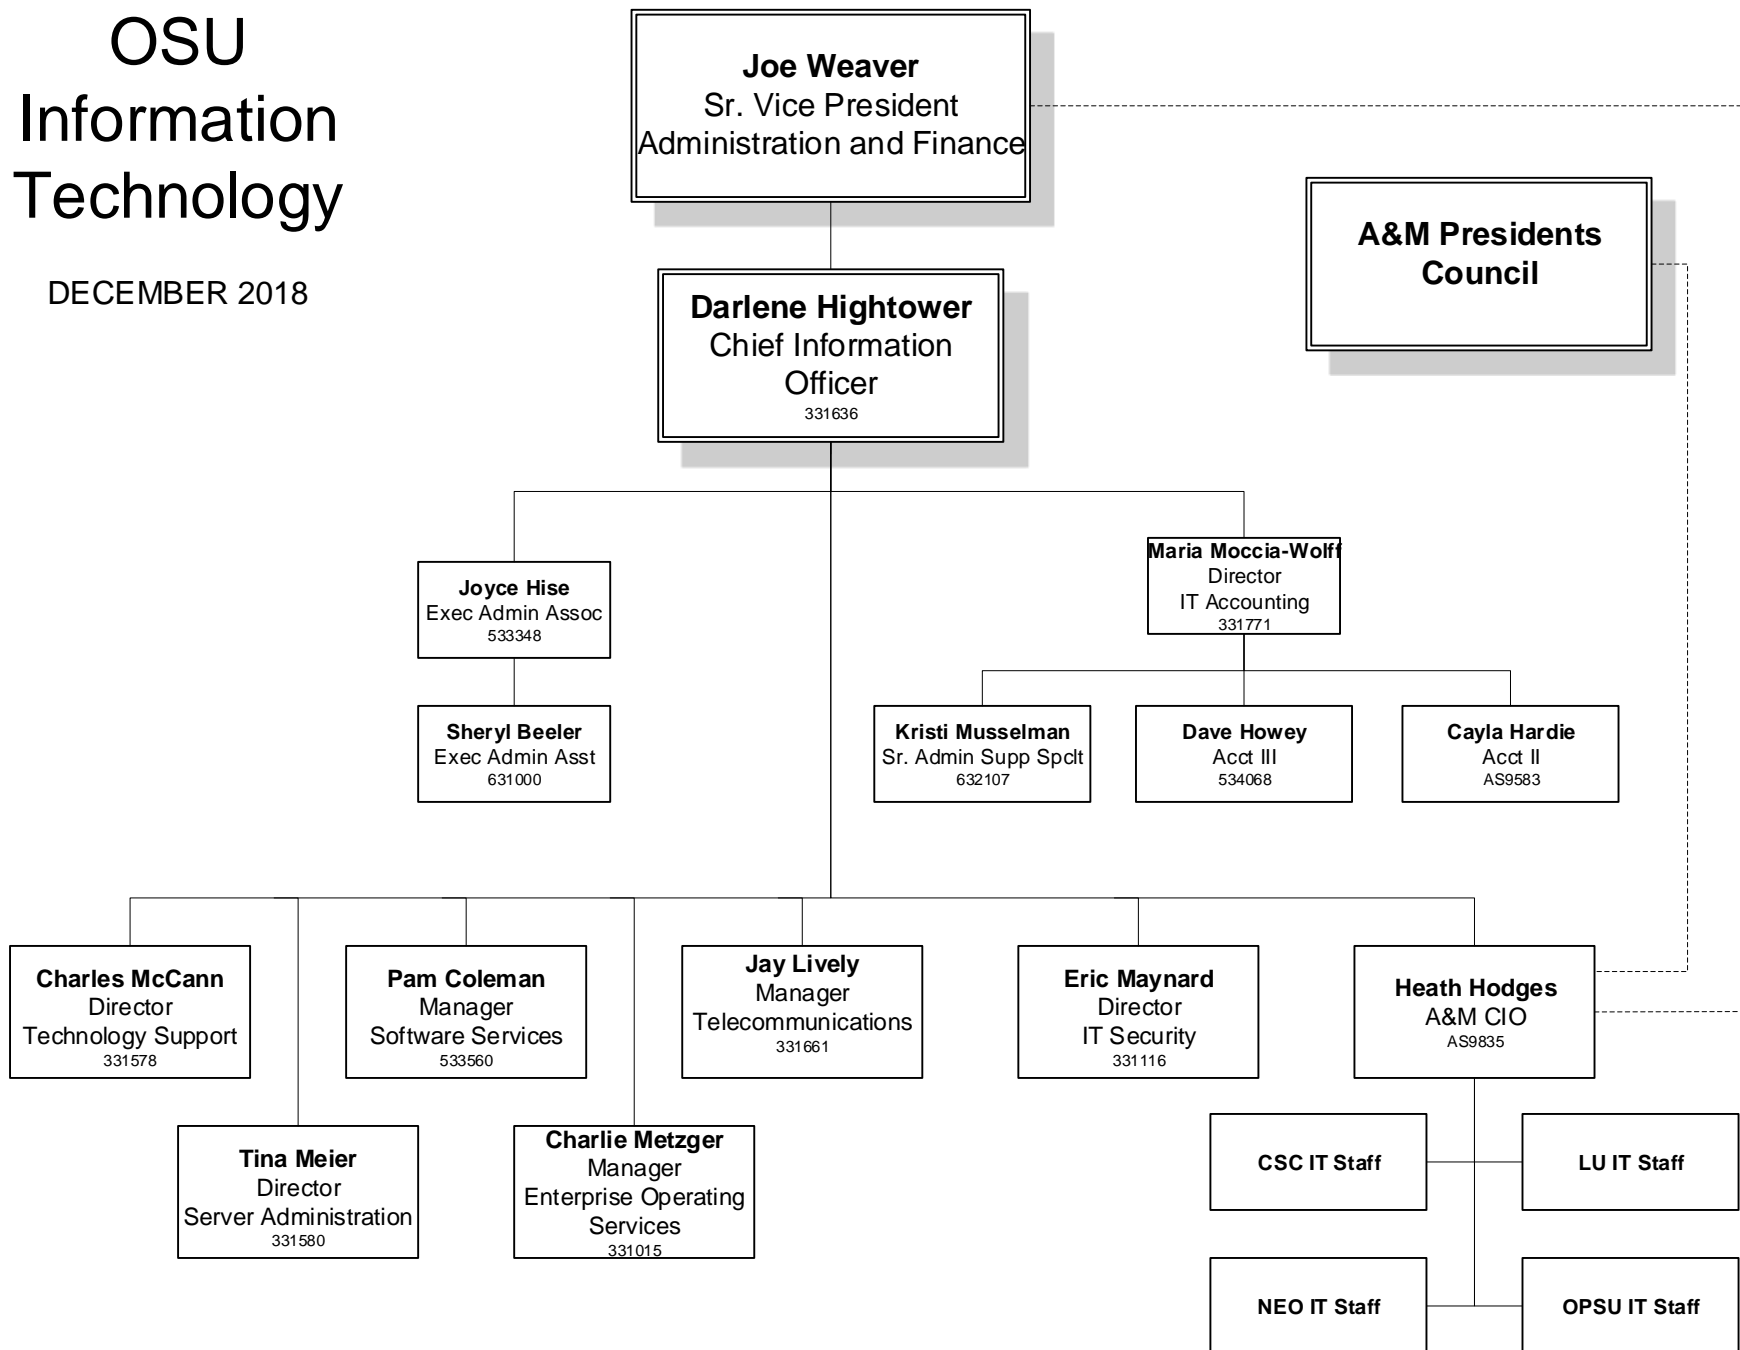 OSU
Information
Technology
DECEMBER 2018
Joe Weaver
Sr. Vice President
Administration and Finance
A&M Presidents
Council
Darlene Hightower
Chief Information
Officer
331636
Joyce Hise
Exec Admin Assoc
533348
Maria Moccia-Wolff
Director
IT Accounting
331771
Sheryl Beeler
Exec Admin Asst
631000
Kristi Musselman
Sr. Admin Supp Spclt
632107
Dave Howey
Acct III
534068
Cayla Hardie
Acct II
AS9583
Charles McCann
Director
Technology Support
331578
Pam Coleman
Manager
Software Services
533560
Jay Lively
Manager
Telecommunications
331661
Eric Maynard
Director
IT Security
331116
Heath Hodges
A&M CIO
AS9835
Tina Meier
Director
Server Administration
331580
Charlie Metzger
Manager
Enterprise Operating
Services
331015
CSC IT Staff
LU IT Staff
NEO IT Staff
OPSU IT Staff